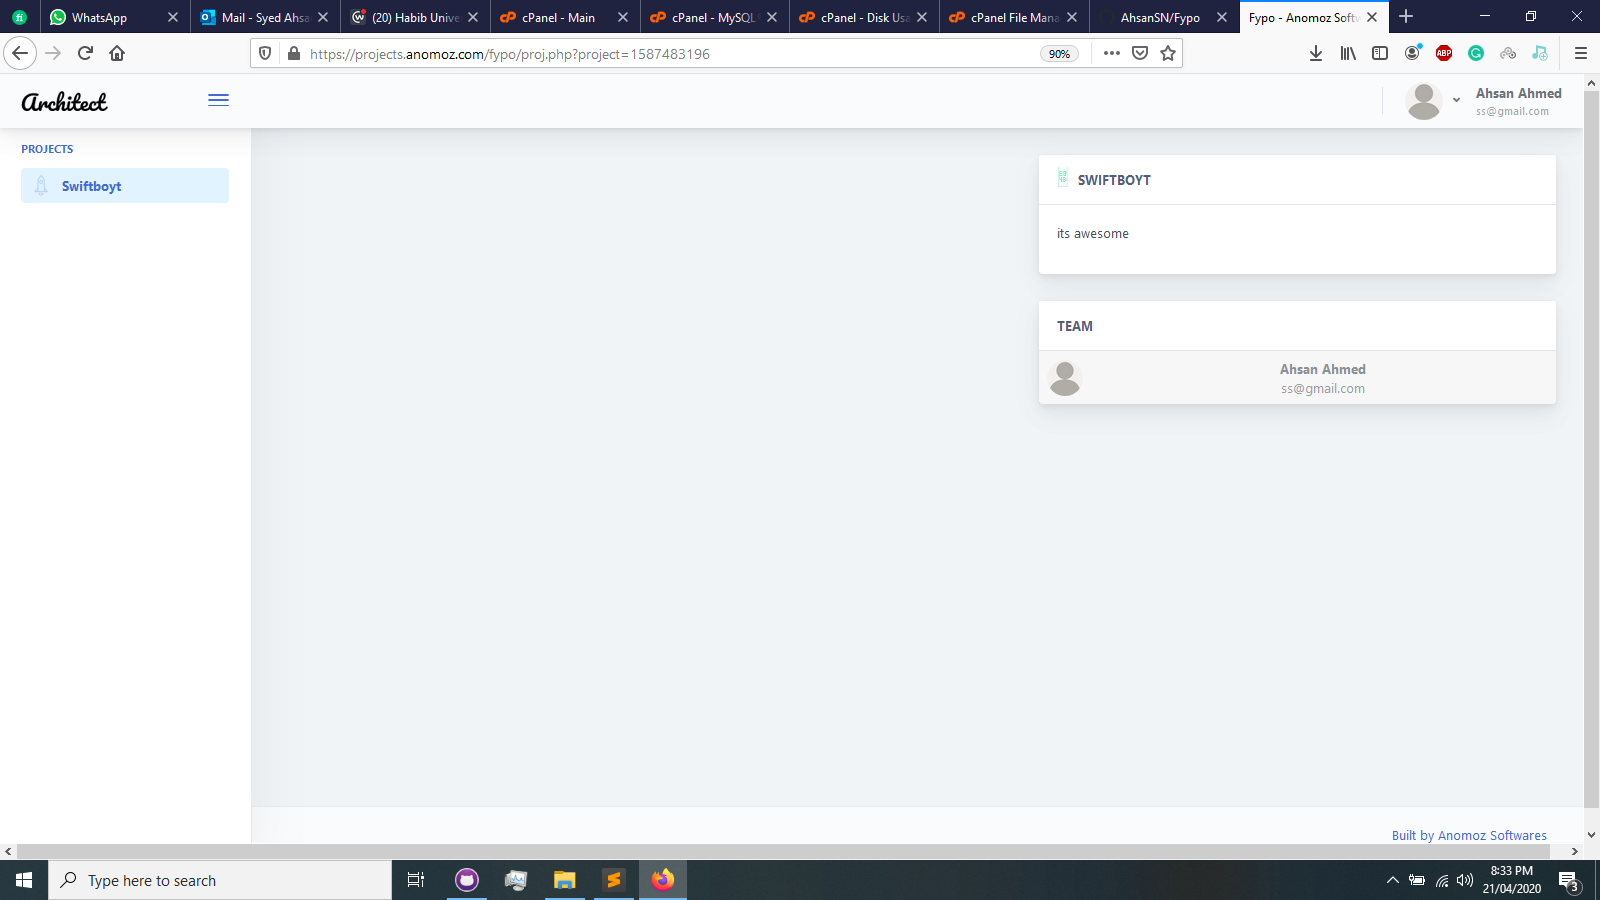 WhatsApp
Mail - Syed Ahsa
(20) Habib Unive
cPanel - Main
cPanel - MySQL
cPanel - Disk Usa
cPanel File Mana
AhsanSN/Fypo
Fypo - Anomoz Softw
https://projects.anomoz.com/fypo/proj.php?project=1587483196
90%
ABP
Architect
Ahsan Ahmed
ss@gmail.com
PROJECTS
Swiftboyt
SWIFTBOYT
its awesome
TEAM
Ahsan Ahmed
ss@gmail.com
Built by Anomoz Softwares
Type here to search
8:33 PM
21/04/2020
3